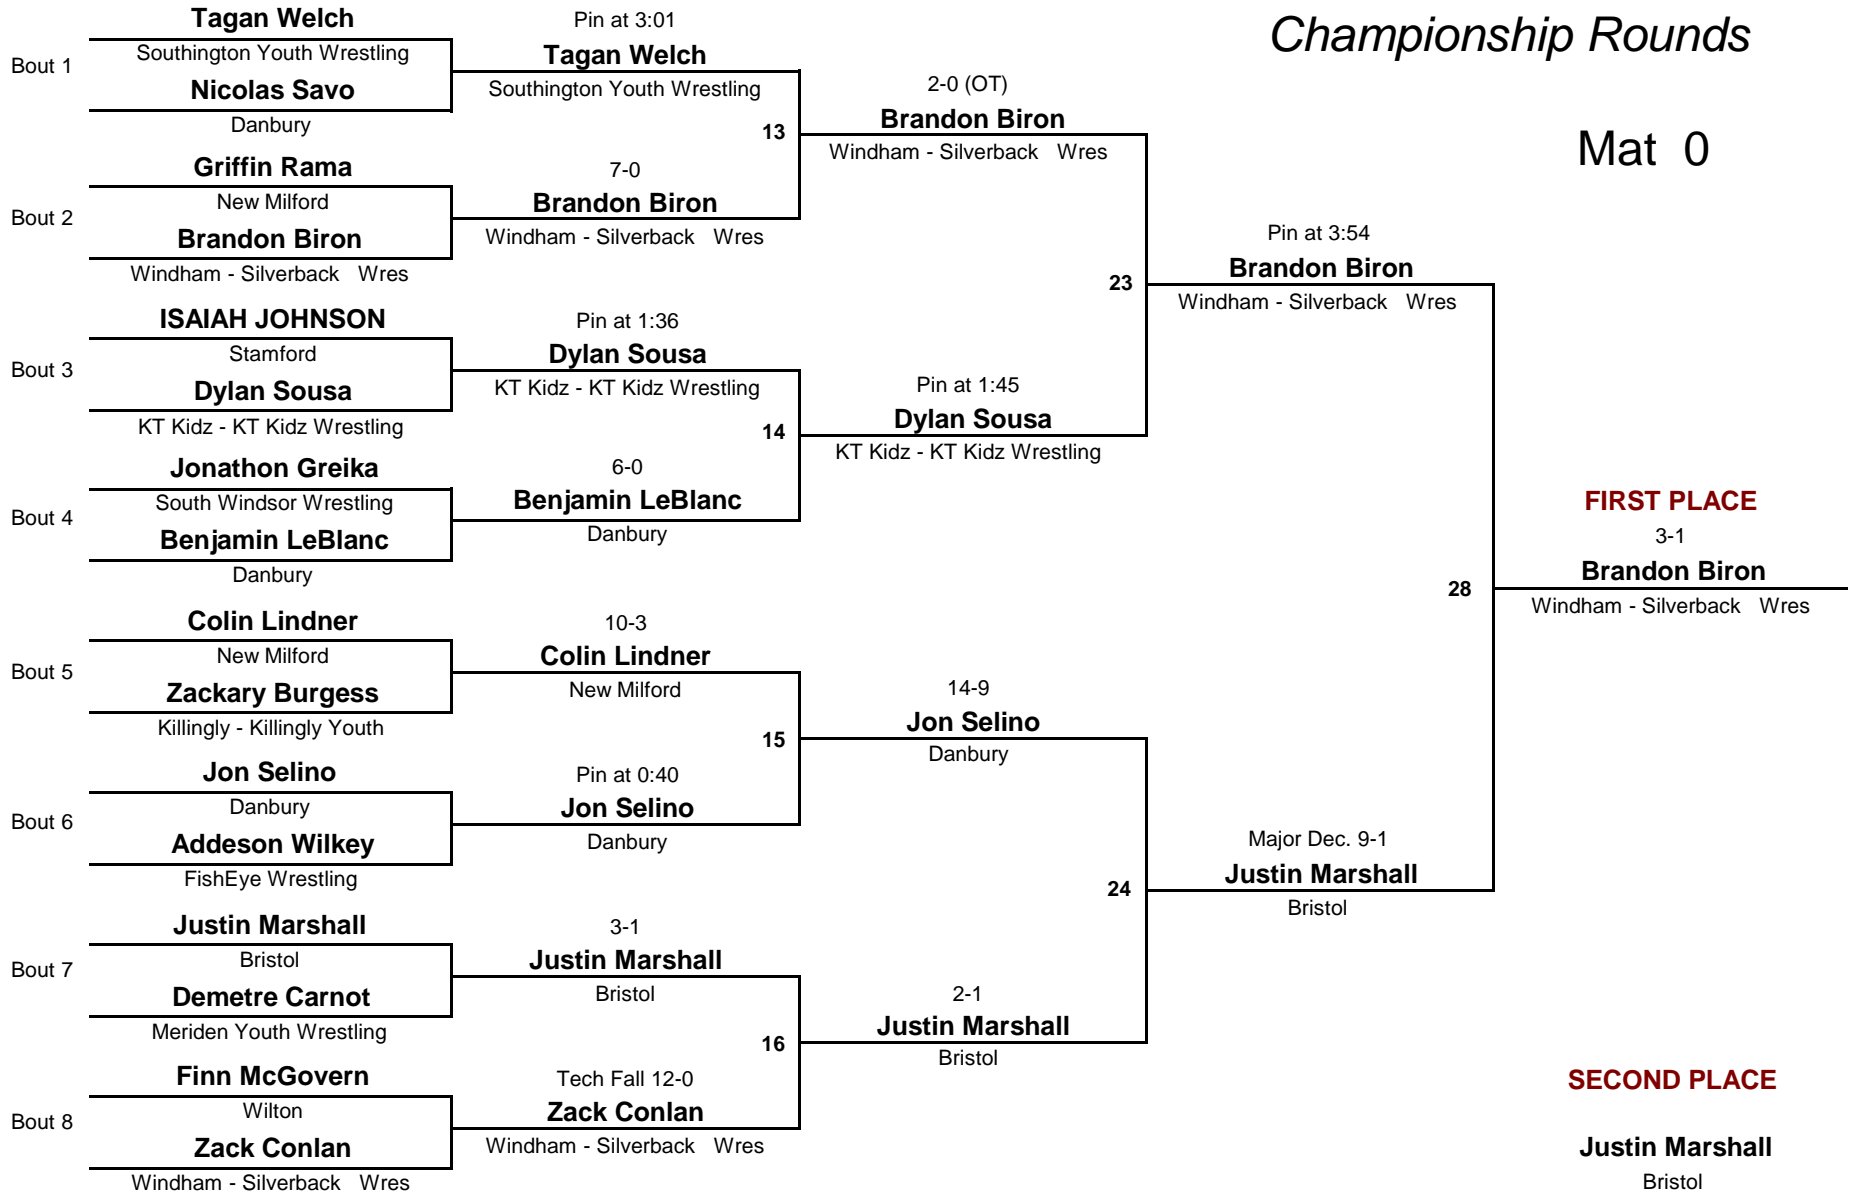 Championship Rounds
Mat 0
Bout 1
Tagan Welch
Southington Youth Wrestling
Nicolas Savo
Danbury
Bout 2
Griffin Rama
New Milford
Brandon Biron
Windham - Silverback Wres
Bout 3
ISAIAH JOHNSON
Stamford
Dylan Sousa
KT Kidz - KT Kidz Wrestling
Bout 4
Jonathon Greika
South Windsor Wrestling
Benjamin LeBlanc
Danbury
Bout 5
Colin Lindner
New Milford
Zackary Burgess
Killingly - Killingly Youth
Bout 6
Jon Selino
Danbury
Addeson Wilkey
FishEye Wrestling
Bout 7
Justin Marshall
Bristol
Demetre Carnot
Meriden Youth Wrestling
Bout 8
Finn McGovern
Wilton
Zack Conlan
Windham - Silverback Wres
Pin at 3:01
Tagan Welch
Southington Youth Wrestling
13
7-0
Brandon Biron
Windham - Silverback Wres
Pin at 1:36
Dylan Sousa
KT Kidz - KT Kidz Wrestling
14
6-0
Benjamin LeBlanc
Danbury
10-3
Colin Lindner
New Milford
15
Pin at 0:40
Jon Selino
Danbury
3-1
Justin Marshall
Bristol
16
Tech Fall 12-0
Zack Conlan
Windham - Silverback Wres
2-0 (OT)
Brandon Biron
Windham - Silverback Wres
23
Pin at 1:45
Dylan Sousa
KT Kidz - KT Kidz Wrestling
14-9
Jon Selino
Danbury
24
2-1
Justin Marshall
Bristol
Pin at 3:54
Brandon Biron
Windham - Silverback Wres
28
Major Dec. 9-1
Justin Marshall
Bristol
FIRST PLACE
3-1
Brandon Biron
Windham - Silverback Wres
SECOND PLACE
Justin Marshall
Bristol